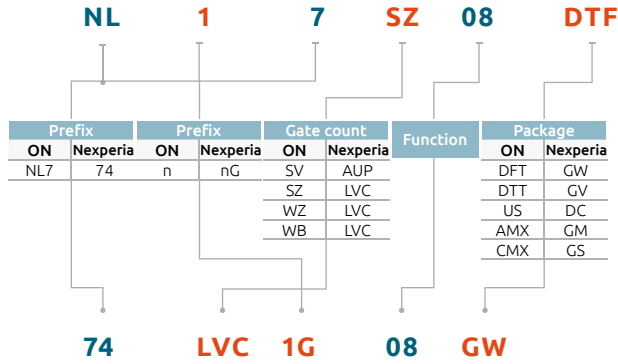 NL 1 7 SZ 08 DTF
Prefix Prefix Gate count Function Package
ON Nexperia ON Nexperia ON Nexperia ON Nexperia
NL7 74 n nG SV AUP DFT GW
SZ LVC DTT GV
WZ LVC US DC
WB LVC AMX GM
CMX GS
74 LVC 1G 08 GW